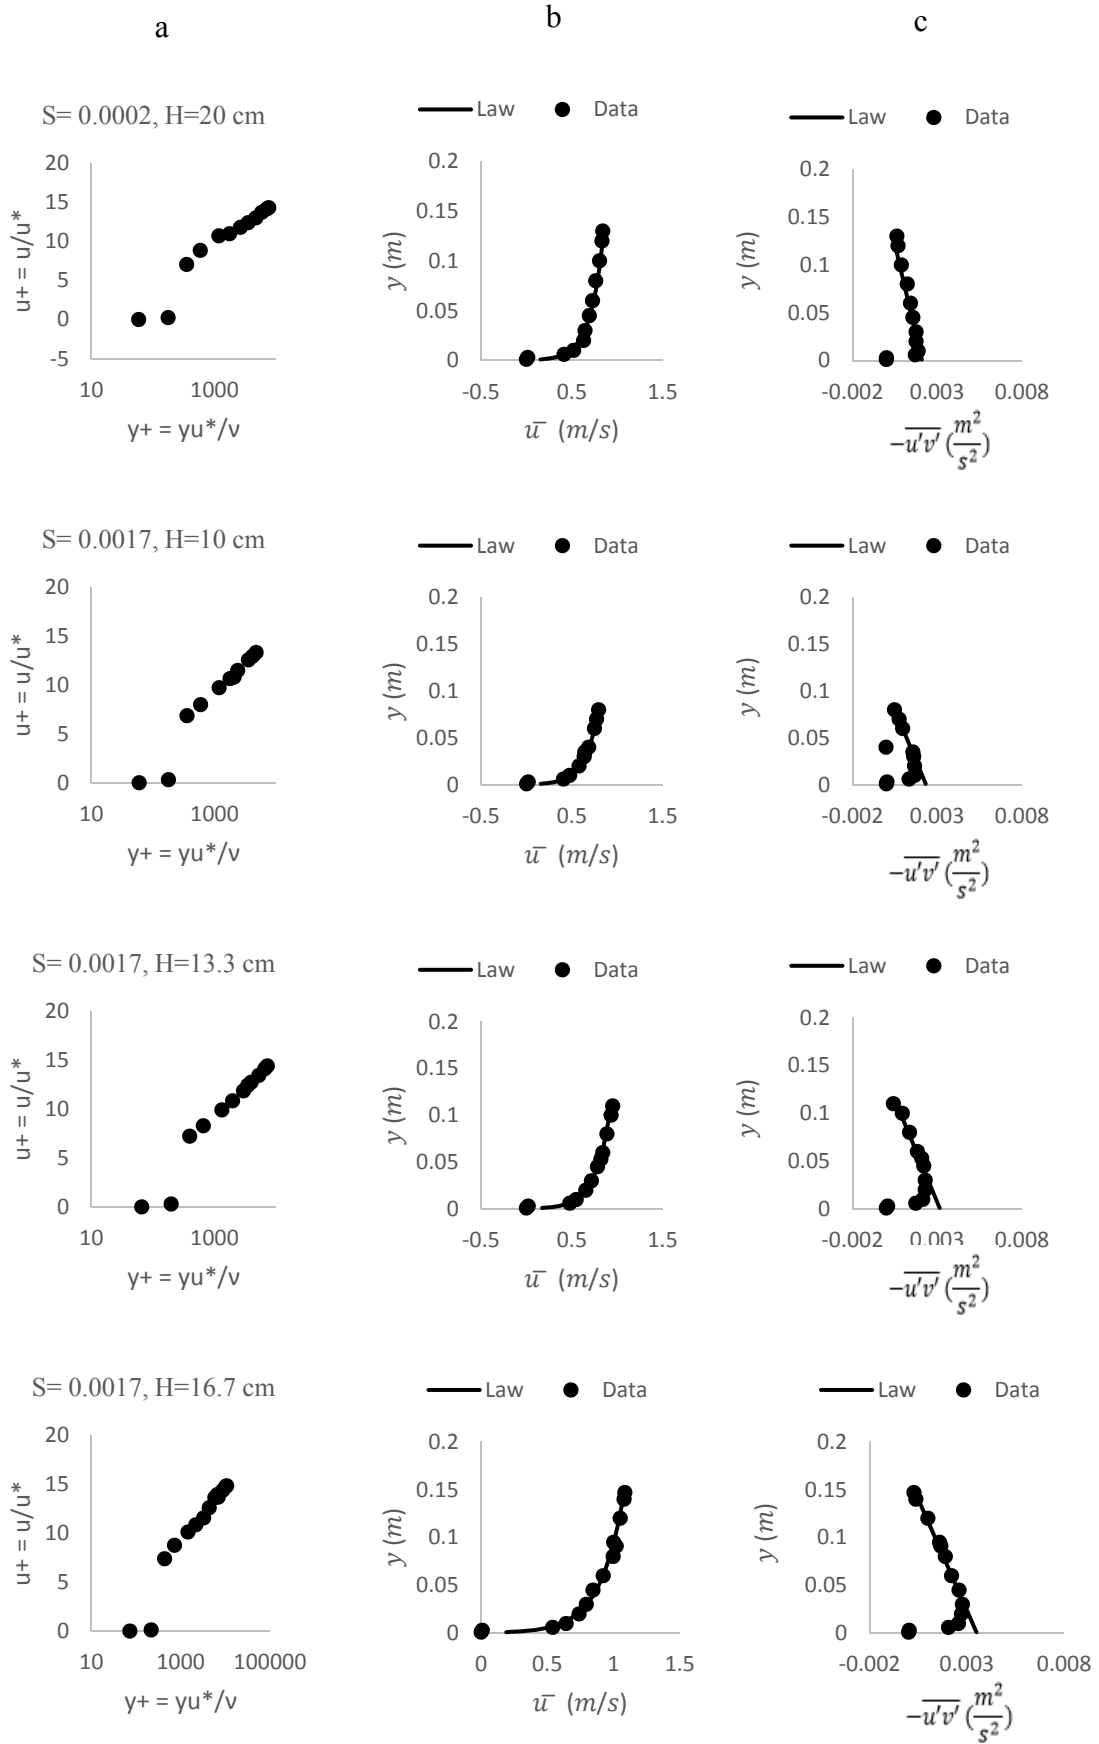 a b c
S= 0.0002, H=20 cm
Law Data
Law Data
20
15
10
5
0
-5
10 1000
u+ = u/u*
y+ = yu*/ν
0.2
0.15
0.1
0.05
0
-0.5 0.5 1.5
y (m)
u̅ (m/s)
0.2
0.15
0.1
0.05
0
-0.002 0.003 0.008
y (m)
−u′v′ (m²/s²)
S= 0.0017, H=10 cm
Law Data
Law Data
20
15
10
5
0
10 1000
u+ = u/u*
y+ = yu*/ν
0.2
0.15
0.1
0.05
0
-0.5 0.5 1.5
y (m)
u̅ (m/s)
0.2
0.15
0.1
0.05
0
-0.002 0.003 0.008
y (m)
−u′v′ (m²/s²)
S= 0.0017, H=13.3 cm
Law Data
Law Data
20
15
10
5
0
10 1000
u+ = u/u*
y+ = yu*/ν
0.2
0.15
0.1
0.05
0
-0.5 0.5 1.5
y (m)
u̅ (m/s)
0.2
0.15
0.1
0.05
0
-0.002 0.003 0.008
y (m)
−u′v′ (m²/s²)
S= 0.0017, H=16.7 cm
Law Data
Law Data
20
15
10
5
0
10 1000 100000
u+ = u/u*
y+ = yu*/ν
0.2
0.15
0.1
0.05
0
0 0.5 1 1.5
y (m)
u̅ (m/s)
0.2
0.15
0.1
0.05
0
-0.002 0.003 0.008
y (m)
−u′v′ (m²/s²)